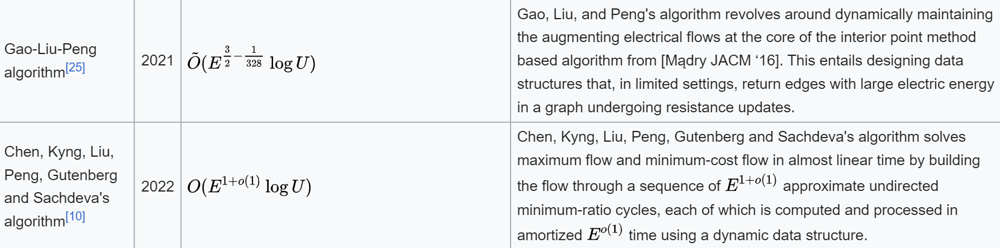 Gao-Liu-Peng
algorithm[25]
2021
Õ(E^{3/2 − 1/328} log U)
Gao, Liu, and Peng's algorithm revolves around dynamically maintaining
the augmenting electrical flows at the core of the interior point method
based algorithm from [Mądry JACM ‘16]. This entails designing data
structures that, in limited settings, return edges with large electric energy
in a graph undergoing resistance updates.
Chen, Kyng, Liu,
Peng, Gutenberg
and Sachdeva's
algorithm[10]
2022
O(E^{1+o(1)} log U)
Chen, Kyng, Liu, Peng, Gutenberg and Sachdeva's algorithm solves
maximum flow and minimum-cost flow in almost linear time by building
the flow through a sequence of E^{1+o(1)} approximate undirected
minimum-ratio cycles, each of which is computed and processed in
amortized E^{o(1)} time using a dynamic data structure.